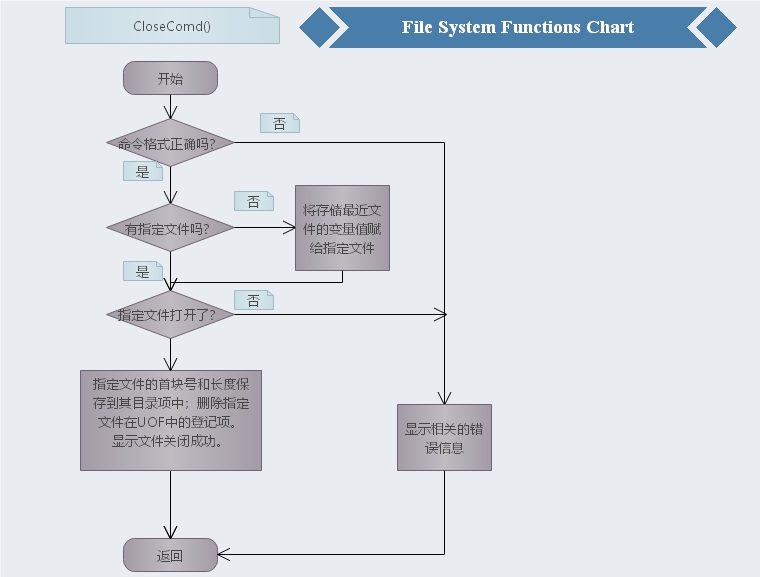 CloseComd()
File System Functions Chart
开始
命令格式正确吗?
否
是
有指定文件吗?
否
将存储最近文
件的变量值赋
给指定文件
是
指定文件打开了?
否
指定文件的首块号和长度保
存到其目录项中；删除指定
文件在UOF中的登记项。
显示文件关闭成功。
显示相关的错
误信息
返回